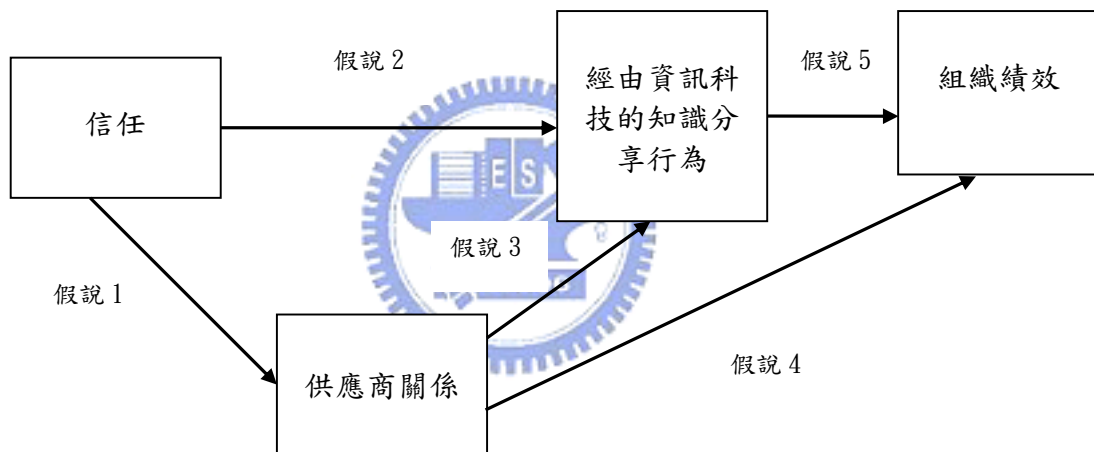 假說 2
假說 5
信任
經由資訊科
技的知識分
享行為
組織績效
ES
假說 3
假說 1
供應商關係
假說 4